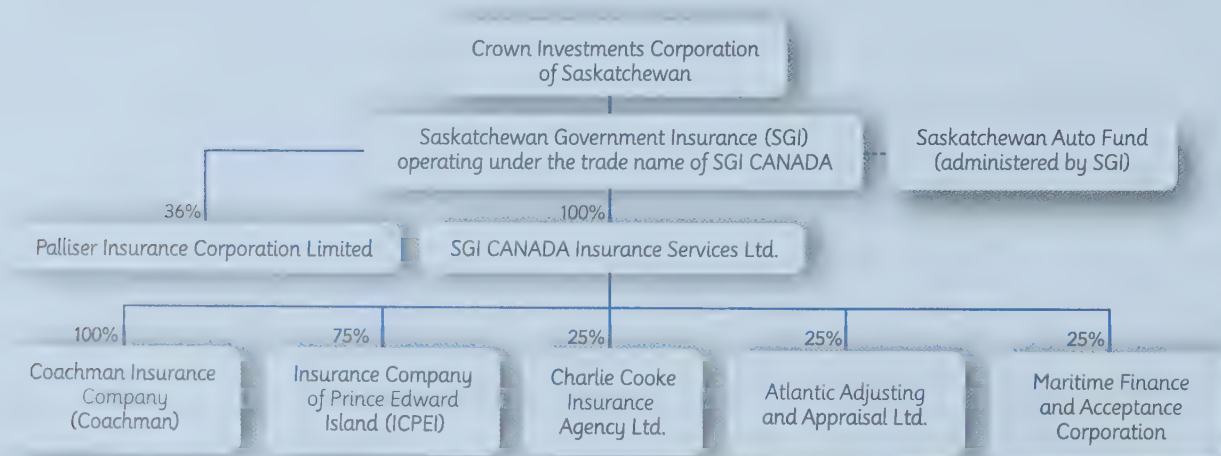 Crown Investments Corporation
of Saskatchewan
Saskatchewan Government Insurance (SGI)
operating under the trade name of SGI CANADA
Saskatchewan Auto Fund
(administered by SGI)
36%
100%
Palliser Insurance Corporation Limited
SGI CANADA Insurance Services Ltd.
100%
75%
25%
25%
25%
Coachman Insurance
Company
(Coachman)
Insurance Company
of Prince Edward
Island (ICPEI)
Charlie Cooke
Insurance
Agency Ltd.
Atlantic Adjusting
and Appraisal Ltd.
Maritime Finance
and Acceptance
Corporation